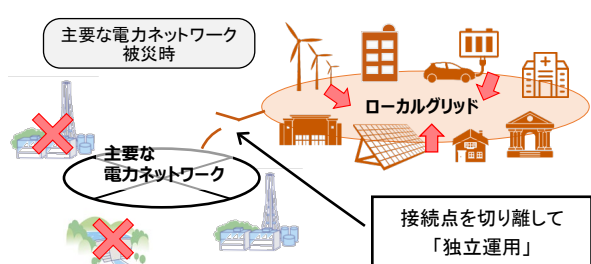 主要な電力ネットワーク
被災時
ローカルグリッド
主要な
電力ネットワーク
接続点を切り離して
「独立運用」